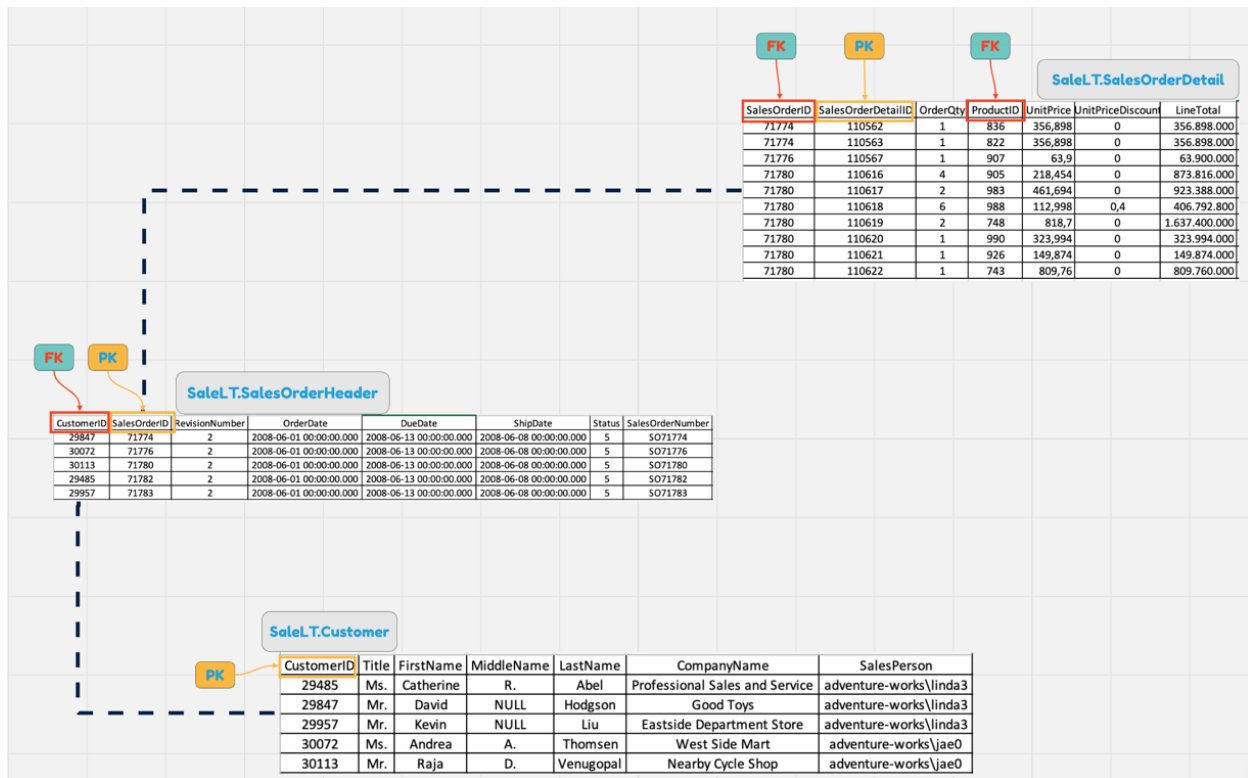 FK PK FK
SaleLT.SalesOrderDetail
SalesOrderID SalesOrderDetailID OrderQty ProductID UnitPrice UnitPriceDiscount LineTotal
71774 110562 1 836 356,898 0 356.898.000
71774 110563 1 822 356,898 0 356.898.000
71776 110567 1 907 63,9 0 63.900.000
71780 110616 4 905 218,454 0 873.816.000
71780 110617 2 983 461,694 0 923.388.000
71780 110618 6 988 112,998 0,4 406.792.800
71780 110619 2 748 818,7 0 1.637.400.000
71780 110620 1 990 323,994 0 323.994.000
71780 110621 1 926 149,874 0 149.874.000
71780 110622 1 743 809,76 0 809.760.000
FK PK
SaleLT.SalesOrderHeader
CustomerID SalesOrderID RevisionNumber OrderDate DueDate ShipDate Status SalesOrderNumber
29847 71774 2 2008-06-01 00:00:00.000 2008-06-13 00:00:00.000 2008-06-08 00:00:00.000 5 SO71774
30072 71776 2 2008-06-01 00:00:00.000 2008-06-13 00:00:00.000 2008-06-08 00:00:00.000 5 SO71776
30113 71780 2 2008-06-01 00:00:00.000 2008-06-13 00:00:00.000 2008-06-08 00:00:00.000 5 SO71780
29485 71782 2 2008-06-01 00:00:00.000 2008-06-13 00:00:00.000 2008-06-08 00:00:00.000 5 SO71782
29957 71783 2 2008-06-01 00:00:00.000 2008-06-13 00:00:00.000 2008-06-08 00:00:00.000 5 SO71783
SaleLT.Customer
PK
CustomerID Title FirstName MiddleName LastName CompanyName SalesPerson
29485 Ms. Catherine R. Abel Professional Sales and Service adventure-works\linda3
29847 Mr. David NULL Hodgson Good Toys adventure-works\linda3
29957 Mr. Kevin NULL Liu Eastside Department Store adventure-works\linda3
30072 Ms. Andrea A. Thomsen West Side Mart adventure-works\jae0
30113 Mr. Raja D. Venugopal Nearby Cycle Shop adventure-works\jae0